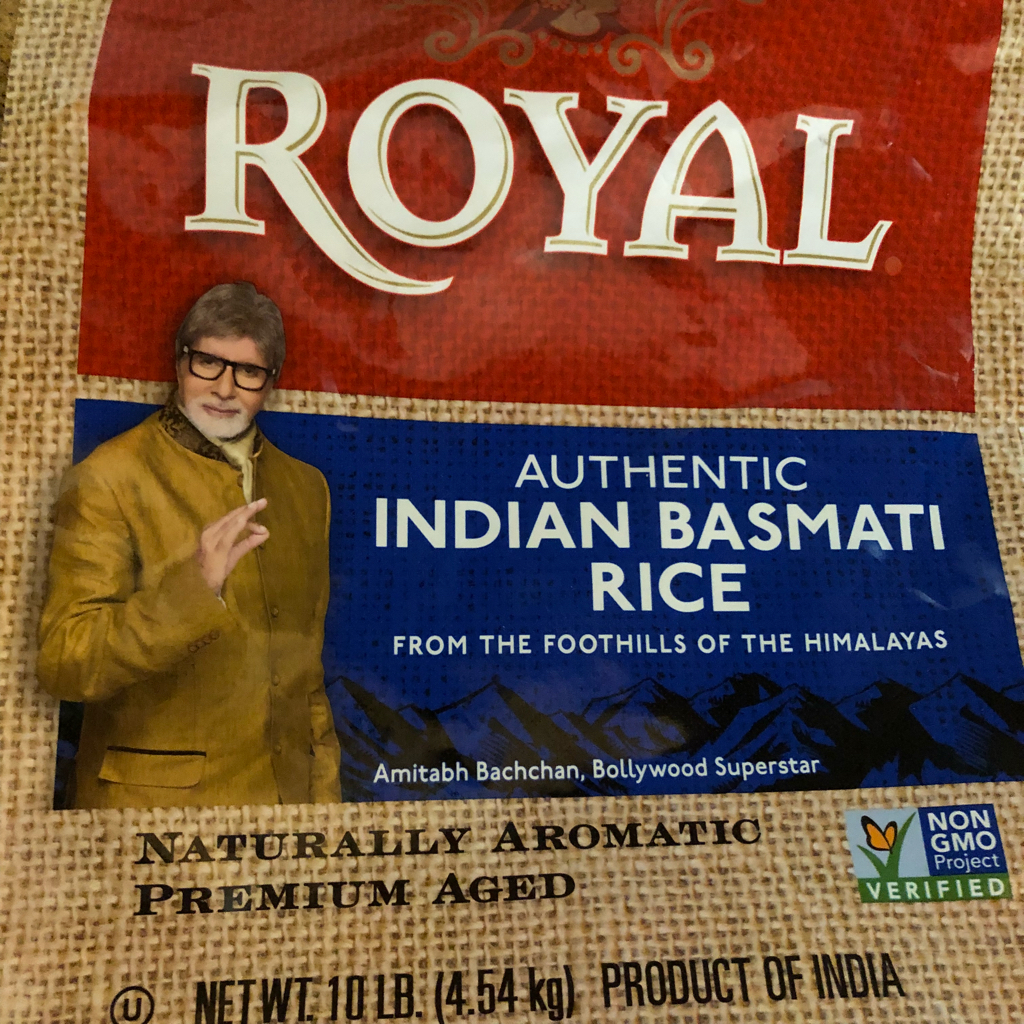 ROYAL
AUTHENTIC
INDIAN BASMATI
RICE
FROM THE FOOTHILLS OF THE HIMALAYAS
Amitabh Bachchan, Bollywood Superstar
NATURALLY AROMATIC
PREMIUM AGED
NON
GMO
Project
VERIFIED
U NET WT. 10 LB. (4.54 kg) PRODUCT OF INDIA